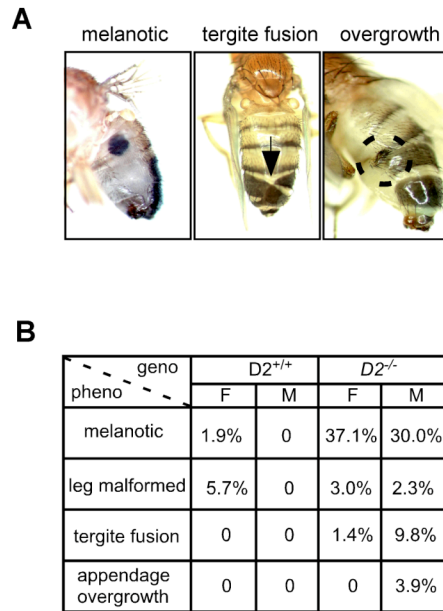 A
melanotic tergite fusion overgrowth
B
geno D2+/+ D2-/-
pheno F M F M
melanotic 1.9% 0 37.1% 30.0%
leg malformed 5.7% 0 3.0% 2.3%
tergite fusion 0 0 1.4% 9.8%
appendage
overgrowth 0 0 0 3.9%